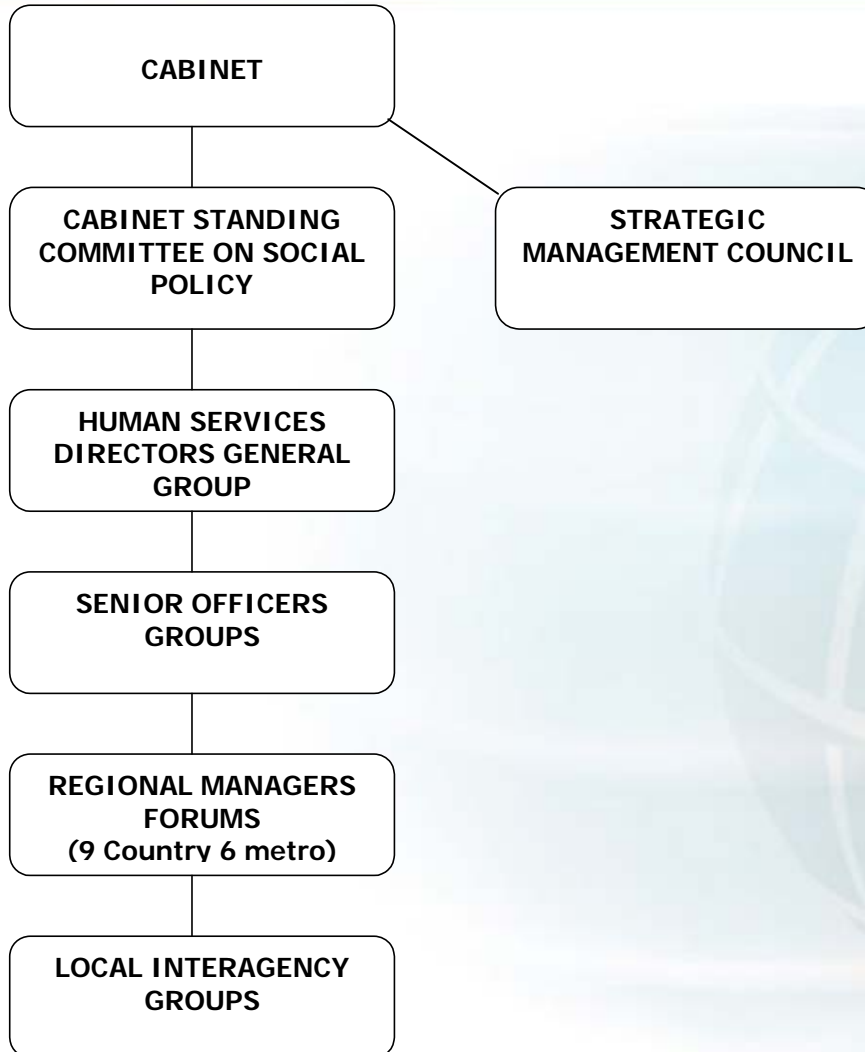 CABINET
CABINET STANDING
COMMITTEE ON SOCIAL
POLICY
STRATEGIC
MANAGEMENT COUNCIL
HUMAN SERVICES
DIRECTORS GENERAL
GROUP
SENIOR OFFICERS
GROUPS
REGIONAL MANAGERS
FORUMS
(9 Country 6 metro)
LOCAL INTERAGENCY
GROUPS